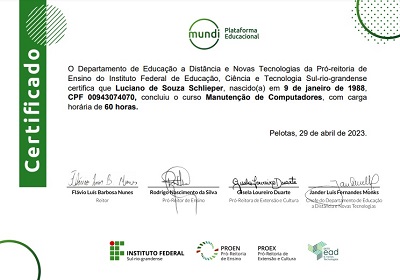 mundi Plataforma Educacional
Certificado
O Departamento de Educação a Distância e Novas Tecnologias da Pró-reitoria de
Ensino do Instituto Federal de Educação, Ciência e Tecnologia Sul-rio-grandense
certifica que Luciano de Souza Schlieper, nascido(a) em 9 de janeiro de 1988,
CPF 00943074070, concluiu o curso Manutenção de Computadores, com carga
horária de 60 horas.
Pelotas, 29 de abril de 2023.
Flávio Luis Barbosa Nunes
Reitor
Rodrigo Nascimento da Silva
Pró-Reitor de Ensino
Gisela Loureiro Duarte
Pró-Reitora de Extensão e Cultura
Jander Luis Fernandes Monks
Chefe do Departamento de Educação
a Distância e Novas Tecnologias
INSTITUTO FEDERAL
Sul-rio-grandense
PROEN
Pró-Reitoria
de Ensino
PROEX
Pró-Reitoria de
Extensão e Cultura
ead